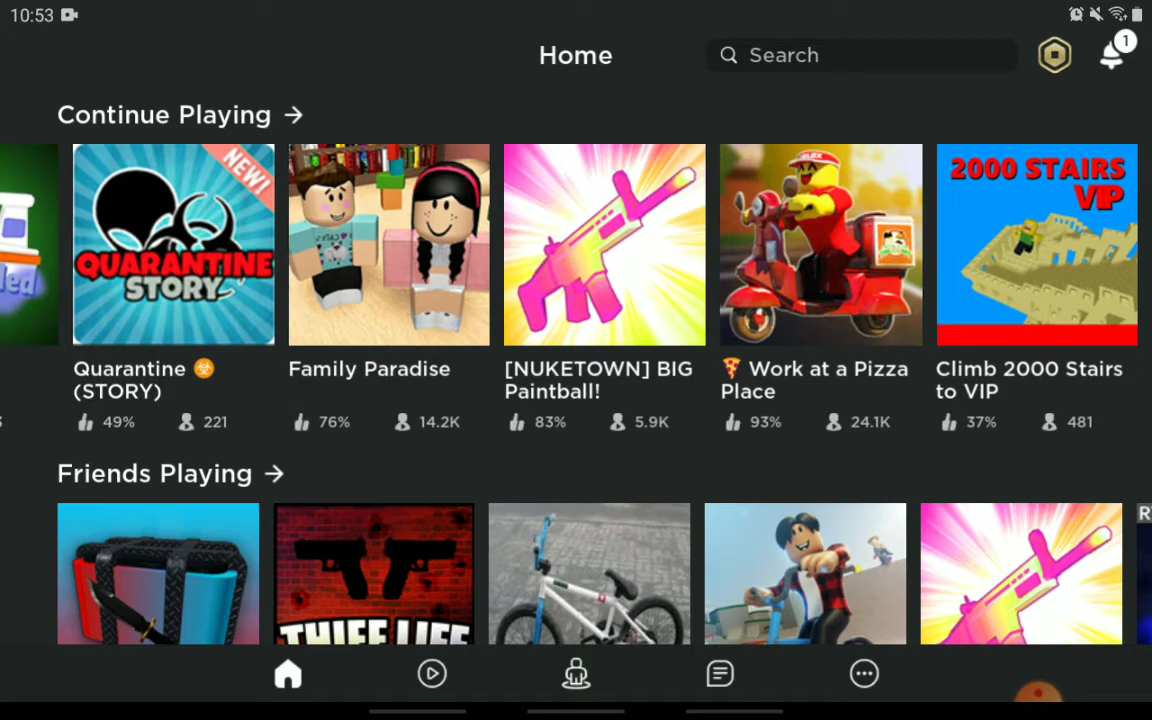 10:53
Home
Search
1
Continue Playing →
led
NEW!
QUARANTINE
STORY
2000 STAIRS
VIP
Quarantine ☣️
(STORY)
Family Paradise
[NUKETOWN] BIG
Paintball!
🍕 Work at a Pizza
Place
Climb 2000 Stairs
to VIP
49% 221
76% 14.2K
83% 5.9K
93% 24.1K
37% 481
Friends Playing →
THIEF LIFE